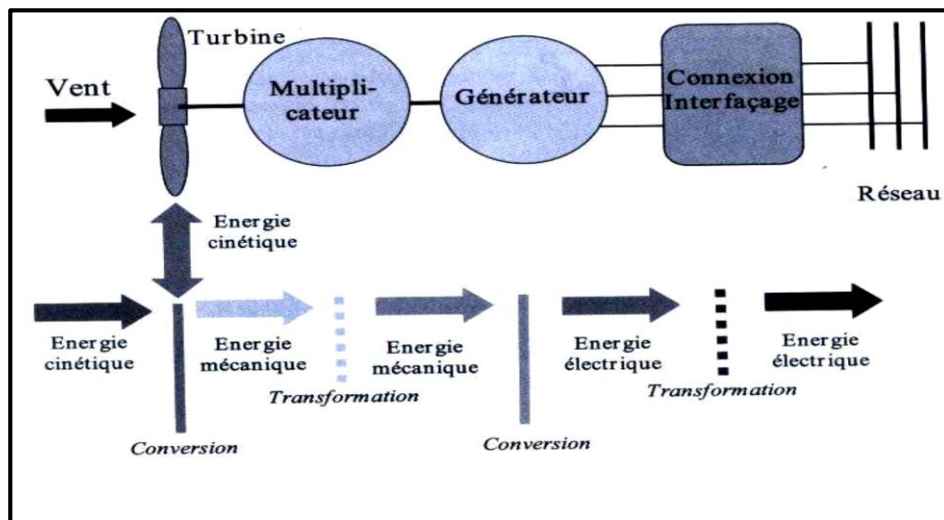 Turbine
Vent
Multipli-
cateur
Générateur
Connexion
Interfaçage
Réseau
Energie
cinétique
Energie
cinétique
Energie
mécanique
Energie
mécanique
Energie
électrique
Energie
électrique
Transformation
Transformation
Conversion
Conversion